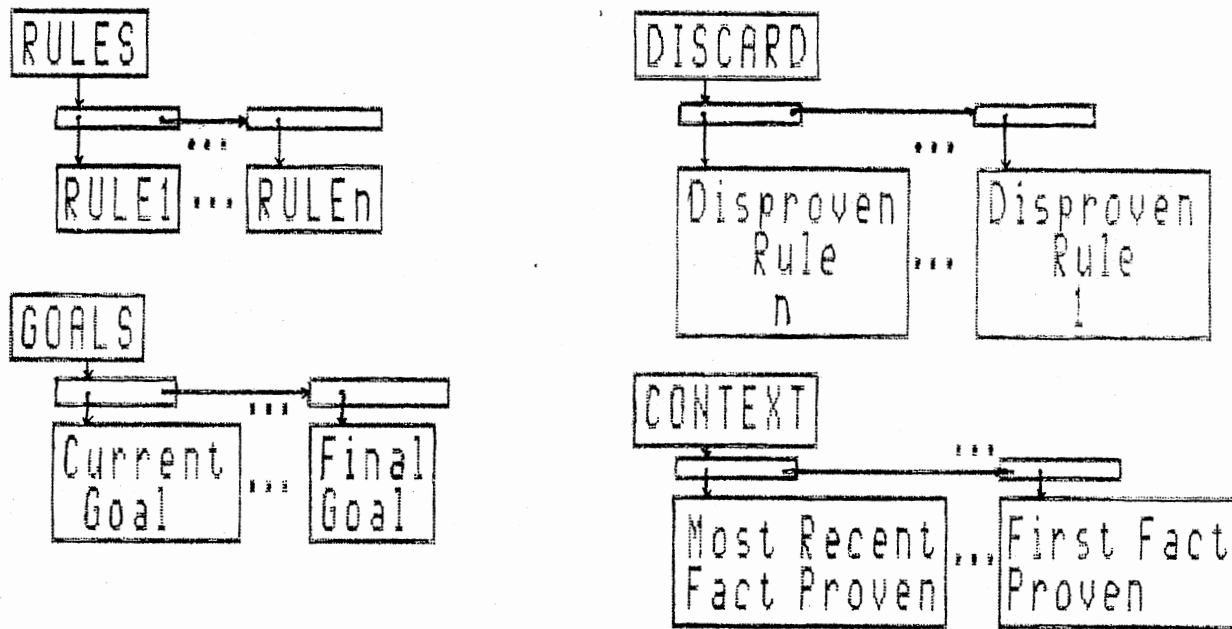 RULES
...
RULE1 ... RULEn
GOALS
...
Current
Goal
...
Final
Goal
DISCARD
...
Disproven
Rule
n
...
Disproven
Rule
1
CONTEXT
...
Most Recent
Fact Proven
...
First Fact
Proven